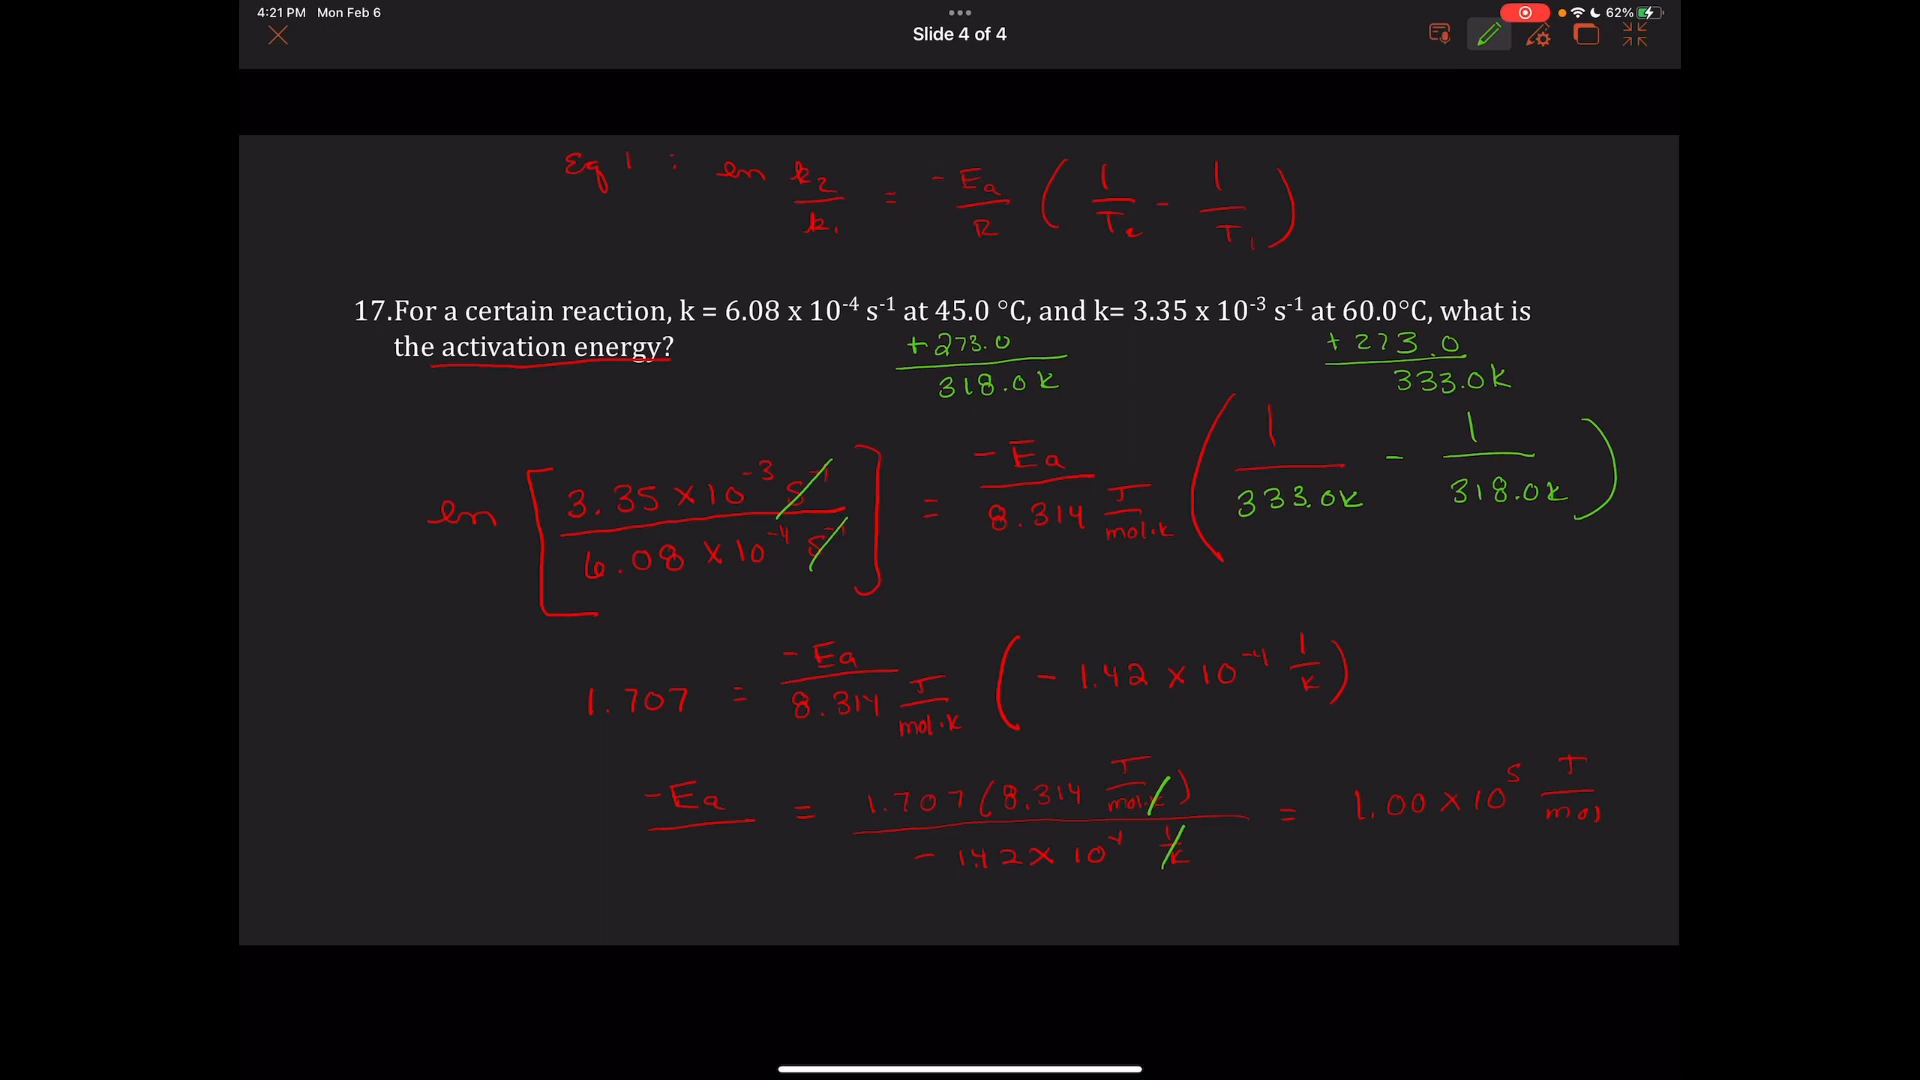 4:21 PM Mon Feb 6
62%
Slide 4 of 4
Eq 1 : ln k₂/k₁ = -Ea/R (1/T₂ - 1/T₁)
17.For a certain reaction, k = 6.08 x 10⁻⁴ s⁻¹ at 45.0 °C, and k= 3.35 x 10⁻³ s⁻¹ at 60.0°C, what is
the activation energy?
+273.0 +273.0
318.0K 333.0K
ln [3.35 x 10⁻³ s⁻¹ / 6.08 x 10⁻⁴ s⁻¹] = -Ea / 8.314 J/mol·K (1/333.0K - 1/318.0K)
1.707 = -Ea / 8.314 J/mol·K (-1.42 x 10⁻⁴ 1/K)
-Ea = 1.707 (8.314 J/mol·K) / -1.42 x 10⁻⁴ 1/K = 1.00 x 10⁵ J/mol